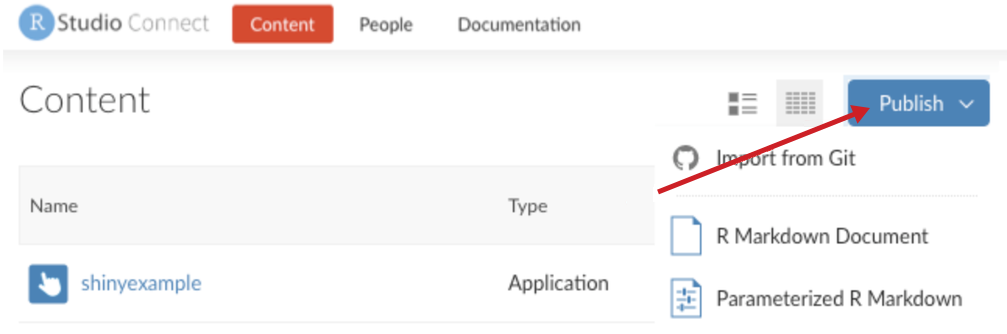 R Studio Connect Content People Documentation
Content
Publish
Import from Git
Name Type
R Markdown Document
shinyexample Application
Parameterized R Markdown